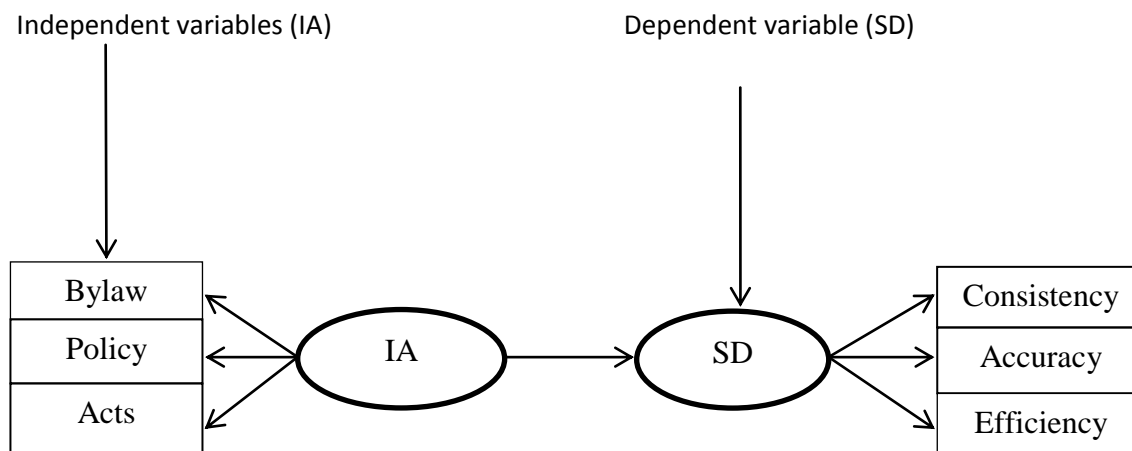 Independent variables (IA)
Dependent variable (SD)
Bylaw
Policy
Acts
IA
SD
Consistency
Accuracy
Efficiency